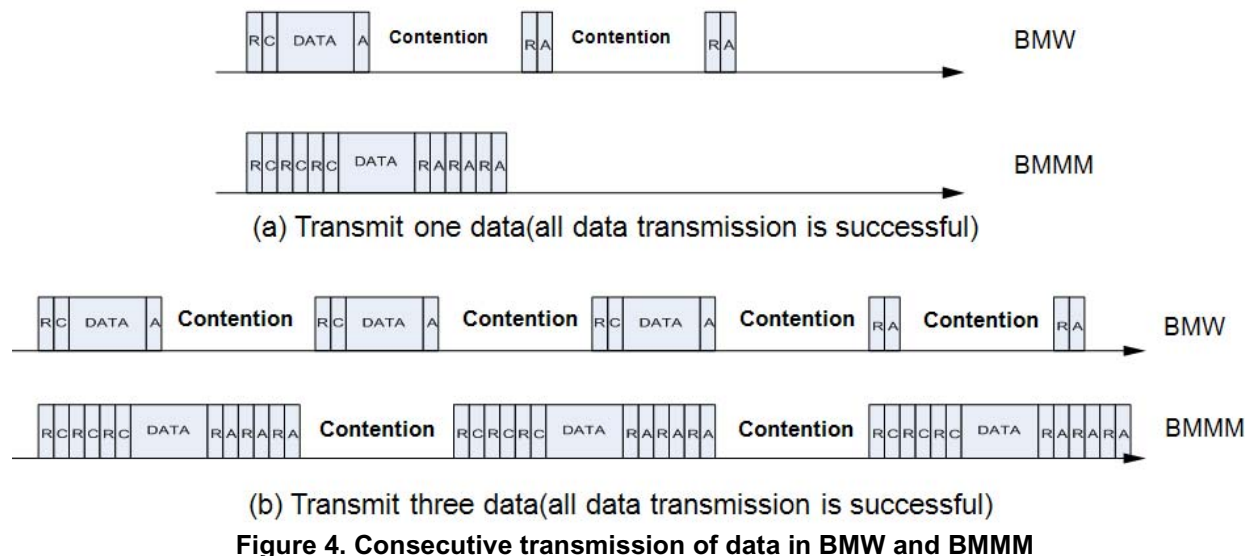 R C DATA A Contention R A Contention R A BMW
R C R C R C DATA R A R A R A BMMM
(a) Transmit one data(all data transmission is successful)
R C DATA A Contention R C DATA A Contention R C DATA A Contention R A Contention R A BMW
R C R C R C DATA R A R A R A Contention R C R C R C DATA R A R A R A Contention R C R C R C DATA R A R A R A BMMM
(b) Transmit three data(all data transmission is successful)
Figure 4. Consecutive transmission of data in BMW and BMMM